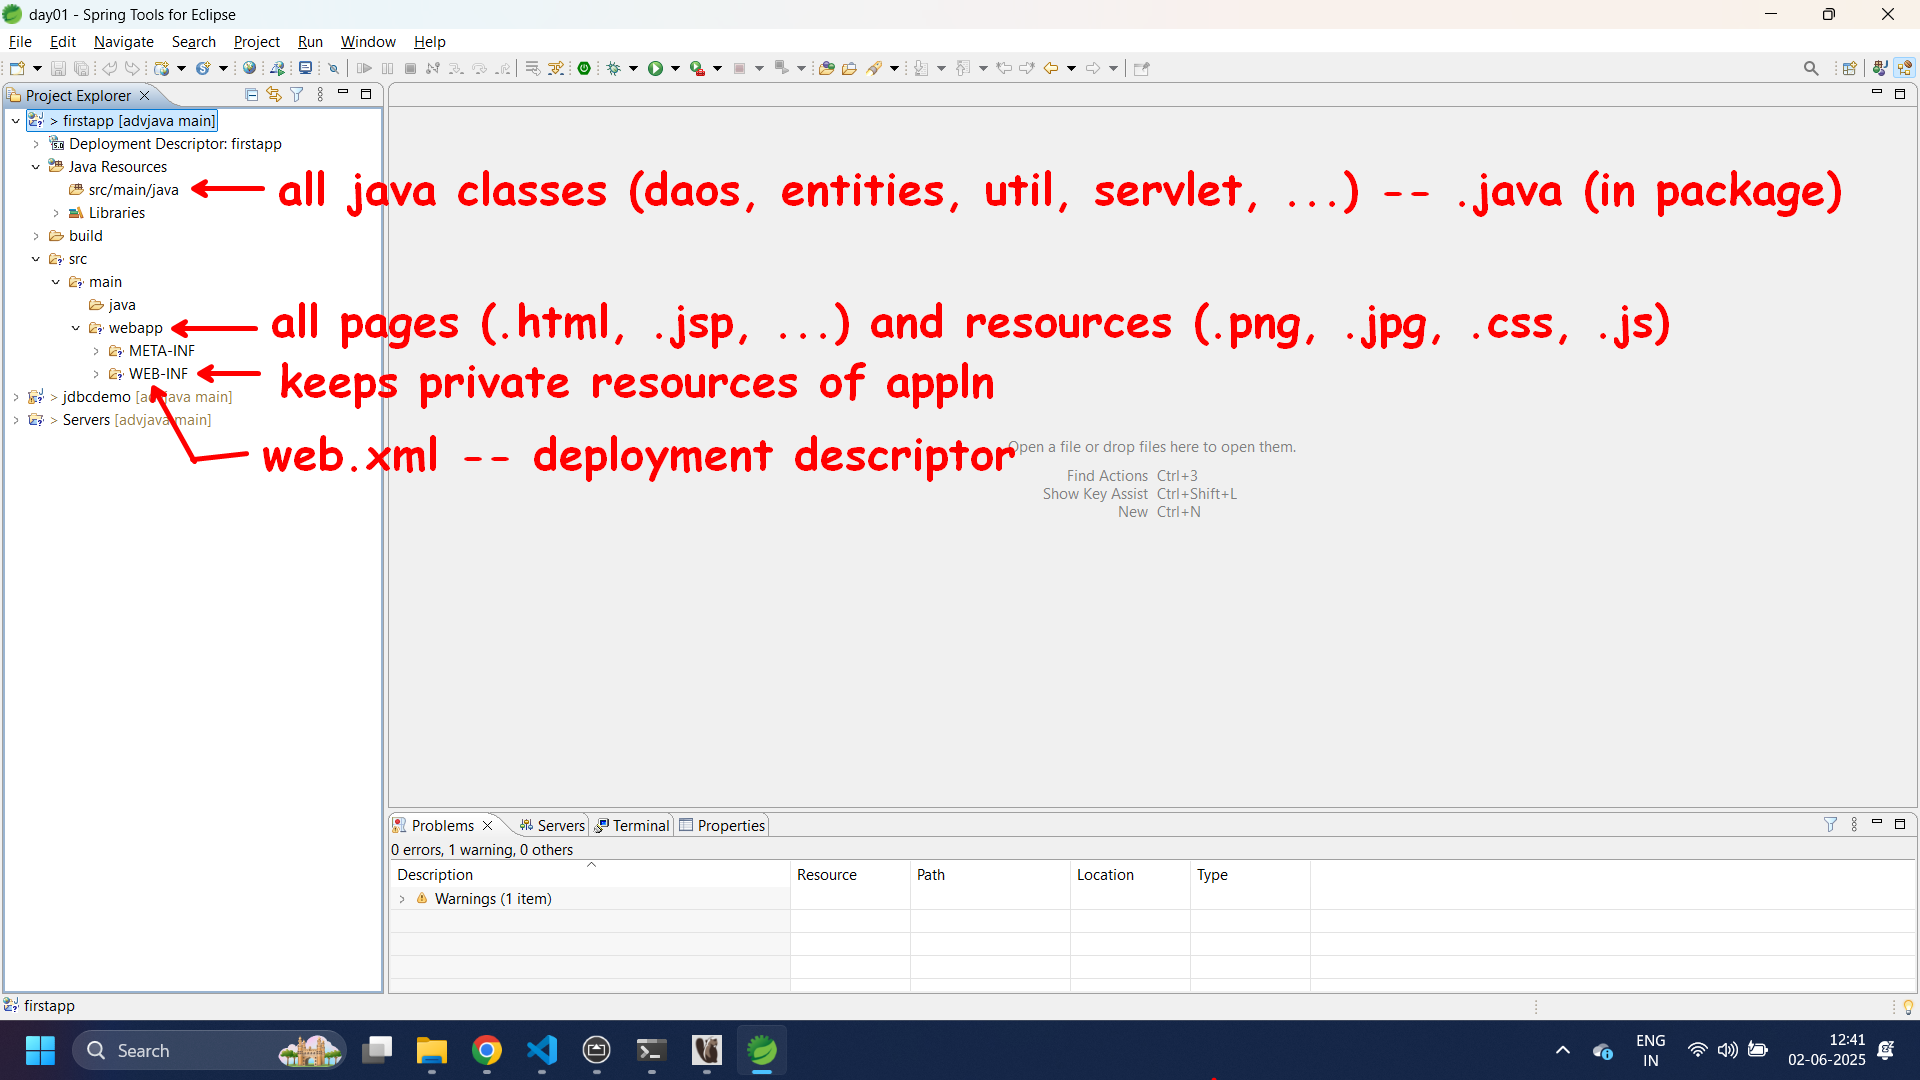 day01 - Spring Tools for Eclipse
File Edit Navigate Search Project Run Window Help
Project Explorer
> firstapp [advjava main]
Deployment Descriptor: firstapp
Java Resources
src/main/java
all java classes (daos, entities, util, servlet, ...) -- .java (in package)
Libraries
build
src
main
java
webapp
all pages (.html, .jsp, ...) and resources (.png, .jpg, .css, .js)
META-INF
WEB-INF
keeps private resources of appln
> jdbcdemo [advjava main]
> Servers [advjava main]
web.xml -- deployment descriptor
Open a file or drop files here to open them.
Find Actions Ctrl+3
Show Key Assist Ctrl+Shift+L
New Ctrl+N
Problems Servers Terminal Properties
0 errors, 1 warning, 0 others
Description Resource Path Location Type
Warnings (1 item)
firstapp
Search
ENG
IN
12:41
02-06-2025